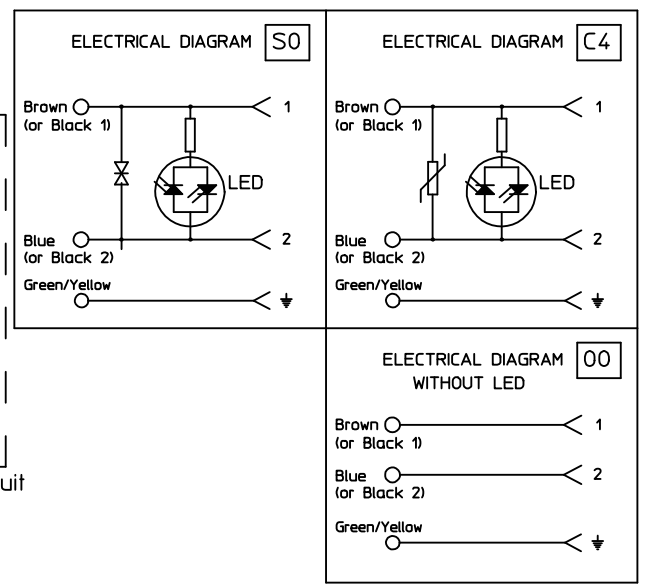 ELECTRICAL DIAGRAM S0
Brown
(or Black 1)
1
LED
Blue
(or Black 2)
2
Green/Yellow
ELECTRICAL DIAGRAM C4
Brown
(or Black 1)
1
LED
Blue
(or Black 2)
2
Green/Yellow
uit
ELECTRICAL DIAGRAM 00
WITHOUT LED
Brown
(or Black 1)
1
Blue
(or Black 2)
2
Green/Yellow